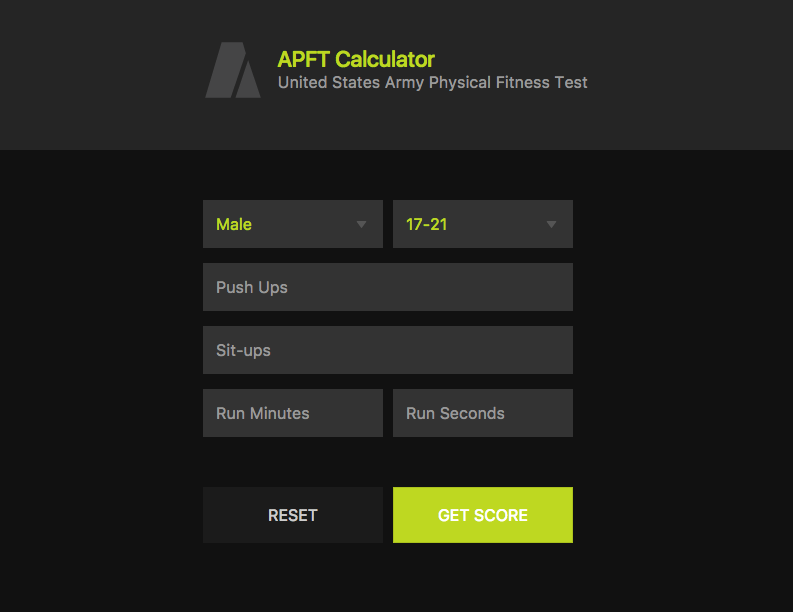 APFT Calculator
United States Army Physical Fitness Test
Male
17-21
Push Ups
Sit-ups
Run Minutes
Run Seconds
RESET
GET SCORE